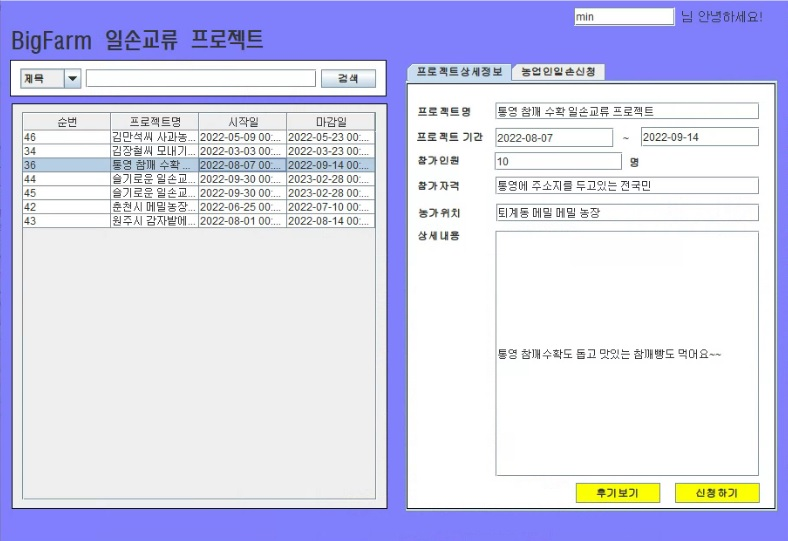 min 님 안녕하세요!
BigFarm 일손교류 프로젝트
제목 검색
순번 프로젝트명 시작일 마감일
46 김만석씨 사과농... 2022-05-09 00:... 2022-05-23 00:...
34 김장철씨 모내기... 2022-03-03 00:... 2022-03-23 00:...
36 통영 참깨 수확 ... 2022-08-07 00:... 2022-09-14 00:...
44 슬기로운 일손교... 2022-09-30 00:... 2023-02-28 00:...
45 슬기로운 일손교... 2022-09-30 00:... 2023-02-28 00:...
42 춘천시 메밀농장... 2022-06-25 00:... 2022-07-10 00:...
43 원주시 감자밭에... 2022-08-01 00:... 2022-08-14 00:...
프로젝트상세정보 농업인일손신청
프로젝트명 통영 참깨 수확 일손교류 프로젝트
프로젝트 기간 2022-08-07 ~ 2022-09-14
참가인원 10 명
참가자격 통영에 주소지를 두고있는 전국민
농가위치 퇴계동 메밀 메밀 농장
상세내용
통영 참깨수확도 돕고 맛있는 참깨빵도 먹어요~~
후기보기 신청하기